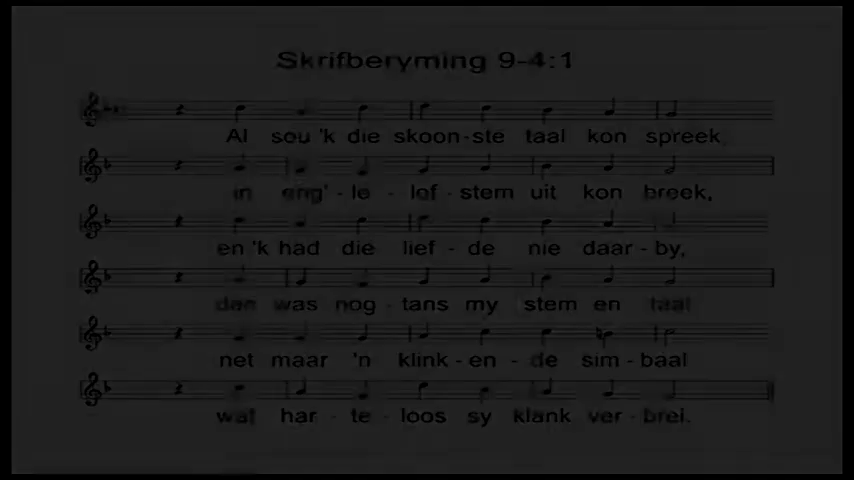 Skrifberyming 9-4:1
Al sou 'k die skoon-ste taal kon spreek
in eng'-le-lof-stem uit kon breek,
en 'k had die lief-de nie daar-by,
dan was nog-tans my stem en taal
net maar 'n klink-en-de sim-baal
wat har-te-loos sy klank ver-brei.